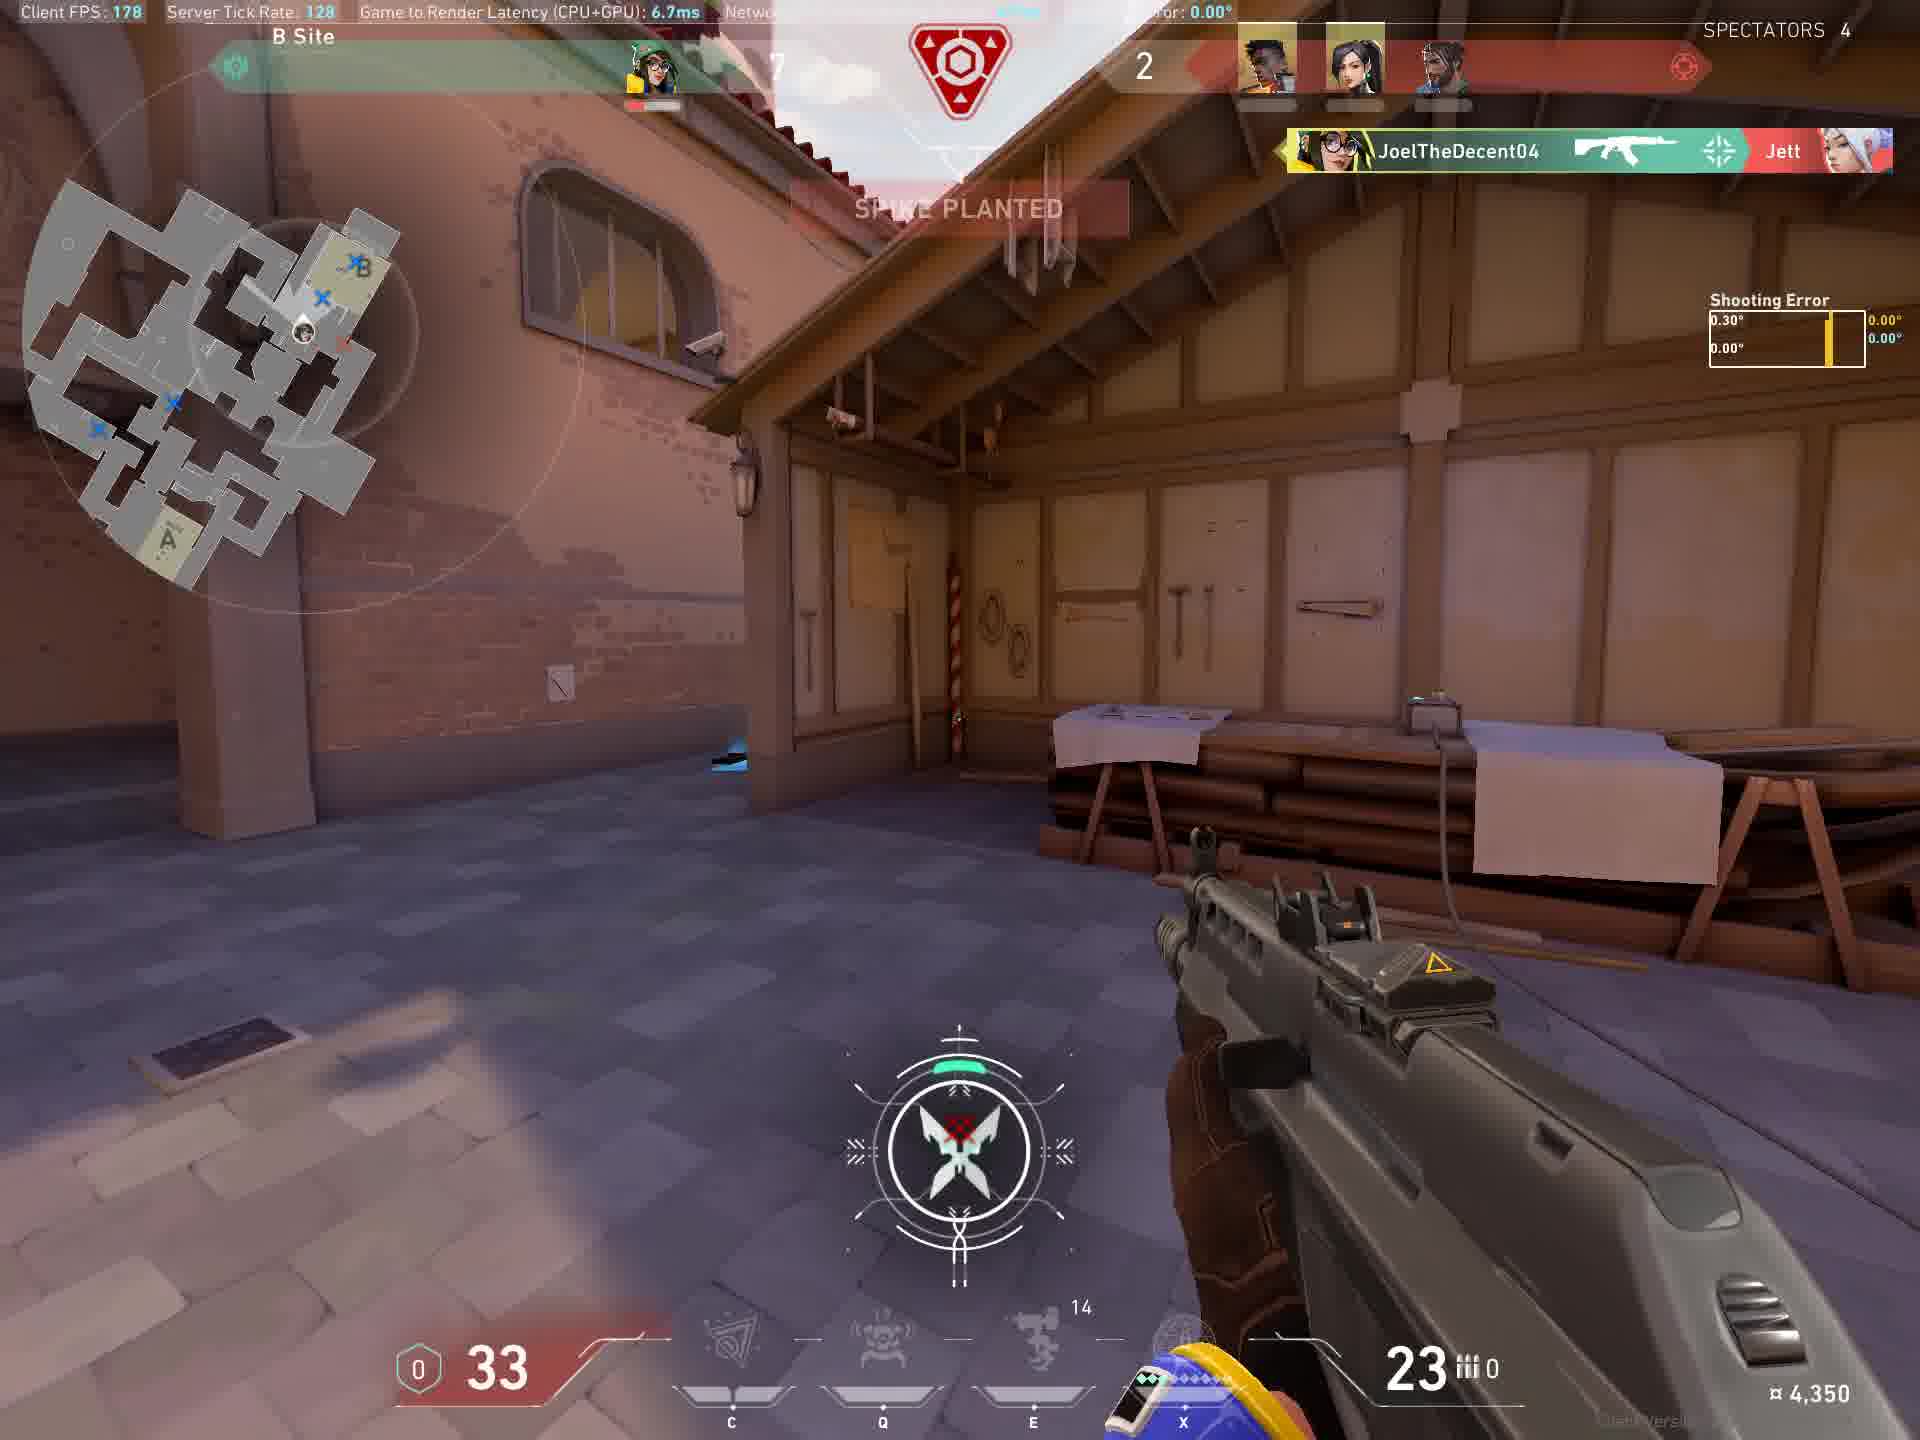 Client FPS: 178 Server Tick Rate: 128 Game to Render Latency (CPU+GPU): 6.7ms 0.00°
B Site
7
2
SPECTATORS 4
JoelTheDecent04 Jett
SPIKE PLANTED
B
A
Shooting Error
0.30° 0.00°
0.00° 0.00°
14
0 33
23 0
¤ 4,350
C Q E X